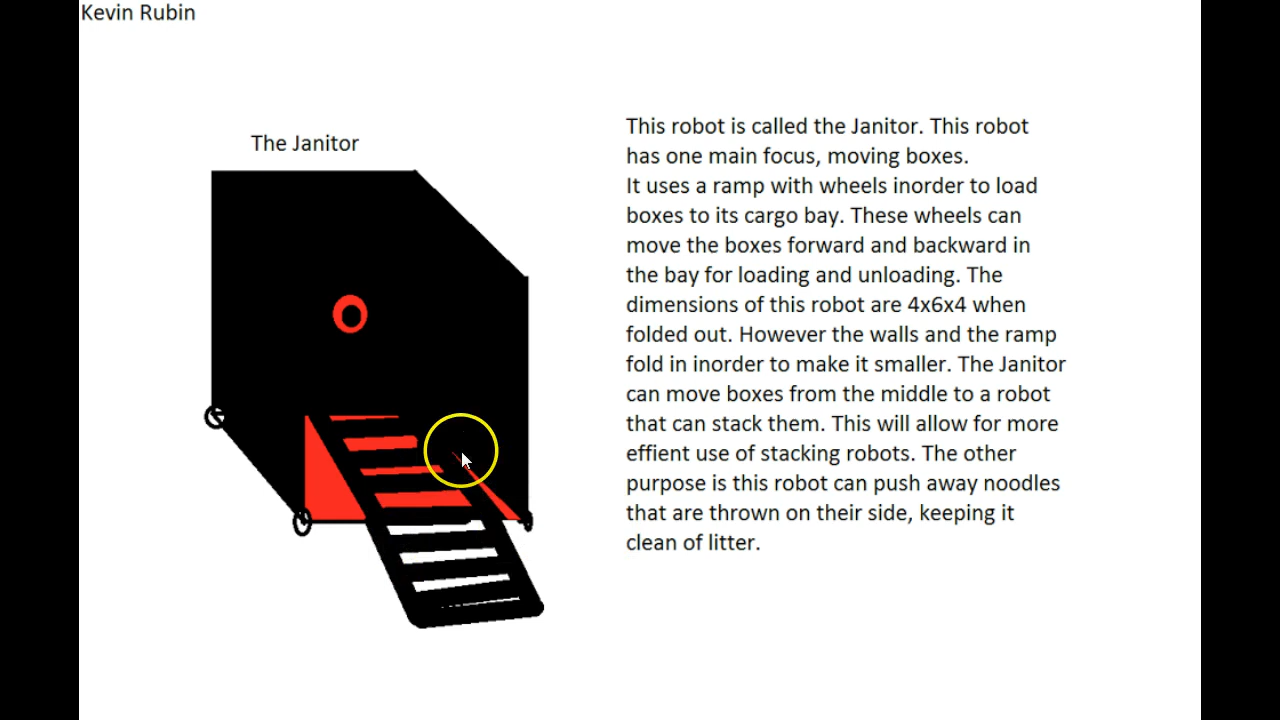 Kevin Rubin
The Janitor
This robot is called the Janitor. This robot
has one main focus, moving boxes.
It uses a ramp with wheels inorder to load
boxes to its cargo bay. These wheels can
move the boxes forward and backward in
the bay for loading and unloading. The
dimensions of this robot are 4x6x4 when
folded out. However the walls and the ramp
fold in inorder to make it smaller. The Janitor
can move boxes from the middle to a robot
that can stack them. This will allow for more
effient use of stacking robots. The other
purpose is this robot can push away noodles
that are thrown on their side, keeping it
clean of litter.